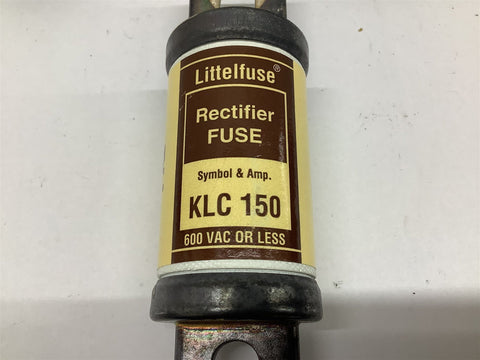 Littelfuse®
Rectifier
FUSE
Symbol & Amp.
KLC 150
600 VAC OR LESS